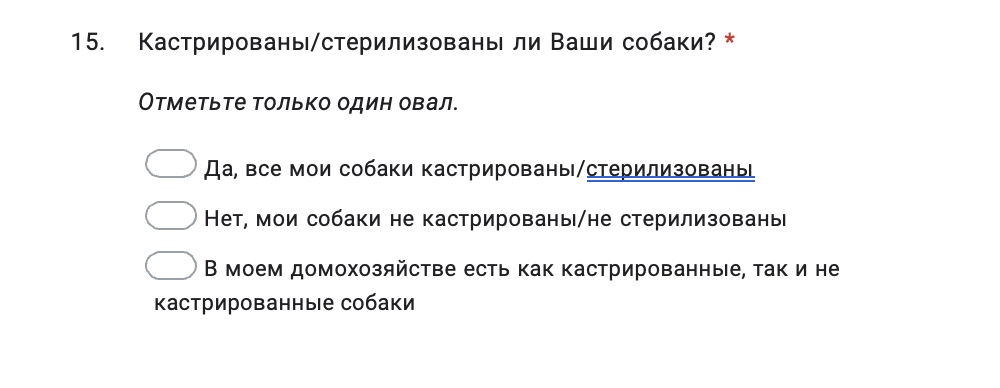 15. Кастрированы/стерилизованы ли Ваши собаки? *
Отметьте только один овал.
Да, все мои собаки кастрированы/стерилизованы
Нет, мои собаки не кастрированы/не стерилизованы
В моем домохозяйстве есть как кастрированные, так и не
кастрированные собаки